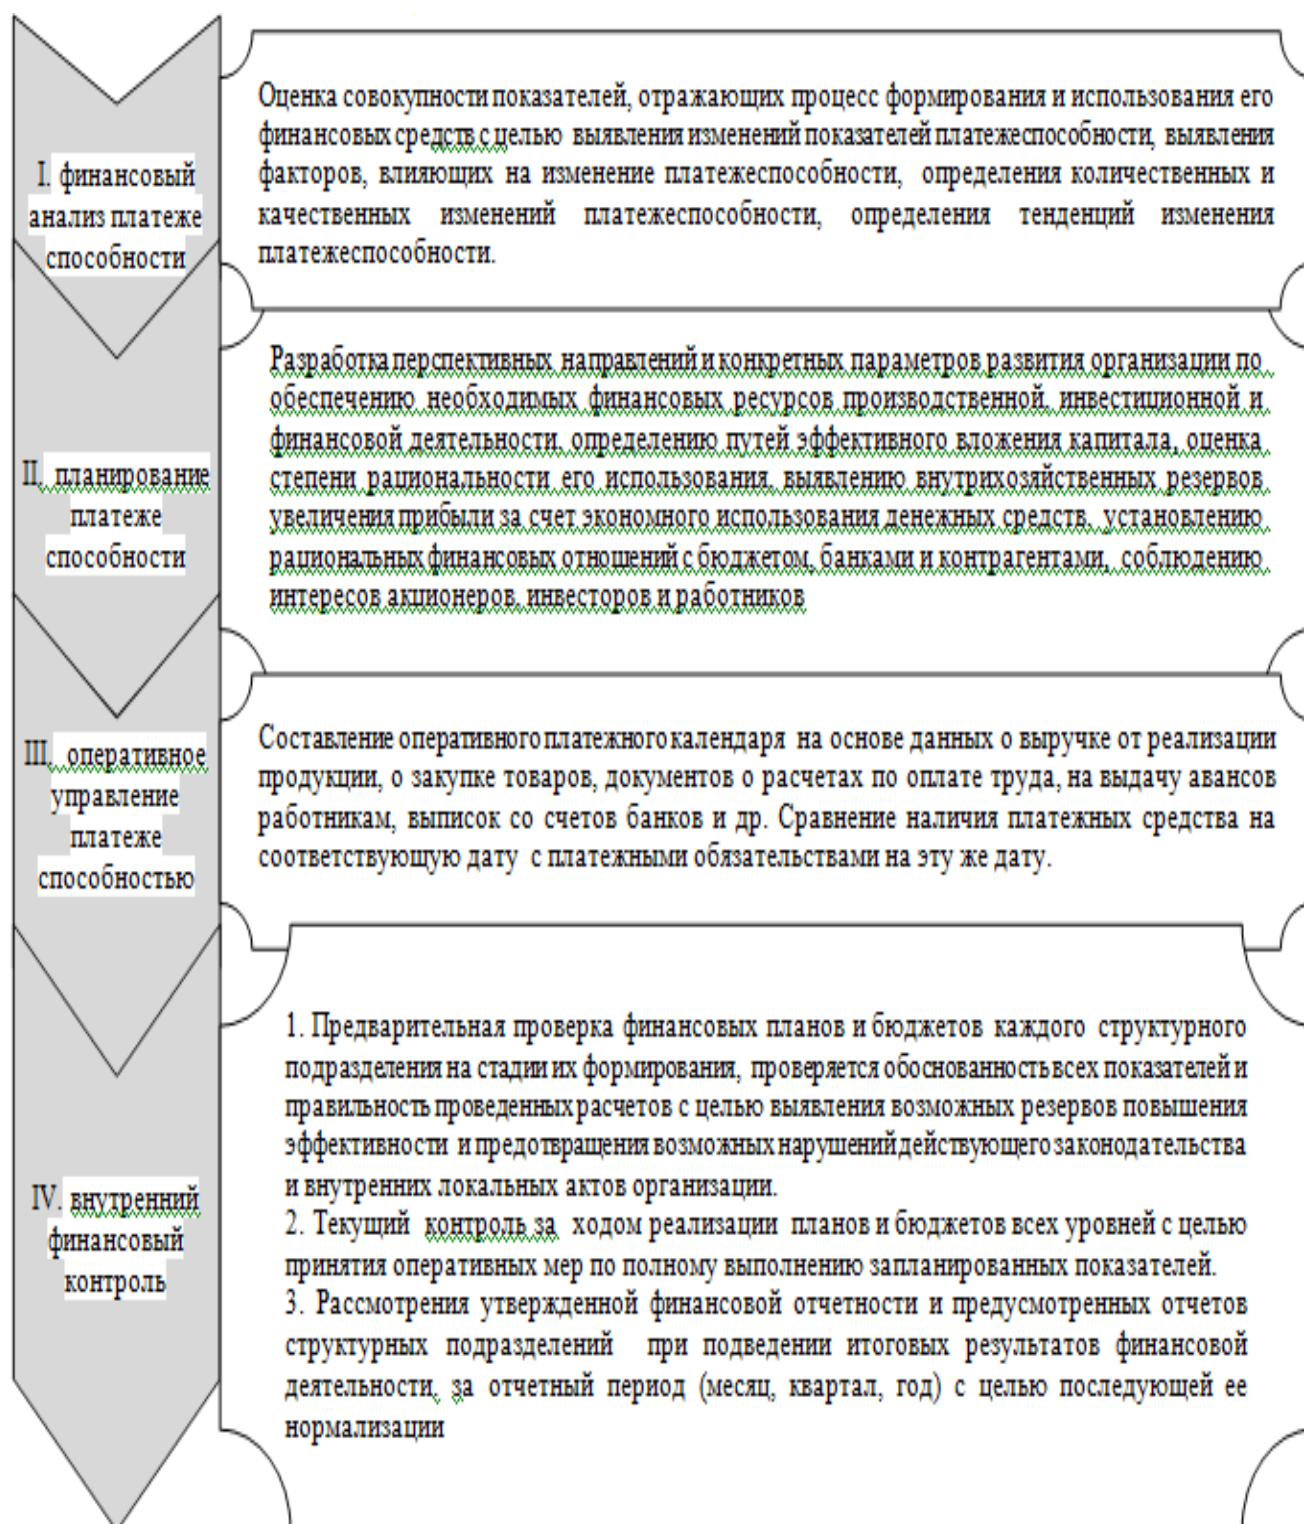 I. финансовый
анализ платеже
способности
Оценка совокупности показателей, отражающих процесс формирования и использования его
финансовых средств с целью выявления изменений показателей платежеспособности, выявления
факторов, влияющих на изменение платежеспособности, определения количественных и
качественных изменений платежеспособности, определения тенденций изменения
платежеспособности.
II. планирование
платеже
способности
Разработка перспективных направлений и конкретных параметров развития организации по
обеспечению необходимых финансовых ресурсов производственной, инвестиционной и
финансовой деятельности, определению путей эффективного вложения капитала, оценка
степени рациональности его использования, выявлению внутрихозяйственных резервов
увеличения прибыли за счет экономного использования денежных средств, установлению
рациональных финансовых отношений с бюджетом, банками и контрагентами, соблюдению
интересов акционеров, инвесторов и работников
III. оперативное
управление
платеже
способностью
Составление оперативного платежного календаря на основе данных о выручке от реализации
продукции, о закупке товаров, документов о расчетах по оплате труда, на выдачу авансов
работникам, выписок со счетов банков и др. Сравнение наличия платежных средства на
соответствующую дату с платежными обязательствами на эту же дату.
IV. внутренний
финансовый
контроль
1. Предварительная проверка финансовых планов и бюджетов каждого структурного
подразделения на стадии их формирования, проверяется обоснованность всех показателей и
правильность проведенных расчетов с целью выявления возможных резервов повышения
эффективности и предотвращения возможных нарушений действующего законодательства
и внутренних локальных актов организации.
2. Текущий контроль за ходом реализации планов и бюджетов всех уровней с целью
принятия оперативных мер по полному выполнению запланированных показателей.
3. Рассмотрения утвержденной финансовой отчетности и предусмотренных отчетов
структурных подразделений при подведении итоговых результатов финансовой
деятельности, за отчетный период (месяц, квартал, год) с целью последующей ее
нормализации